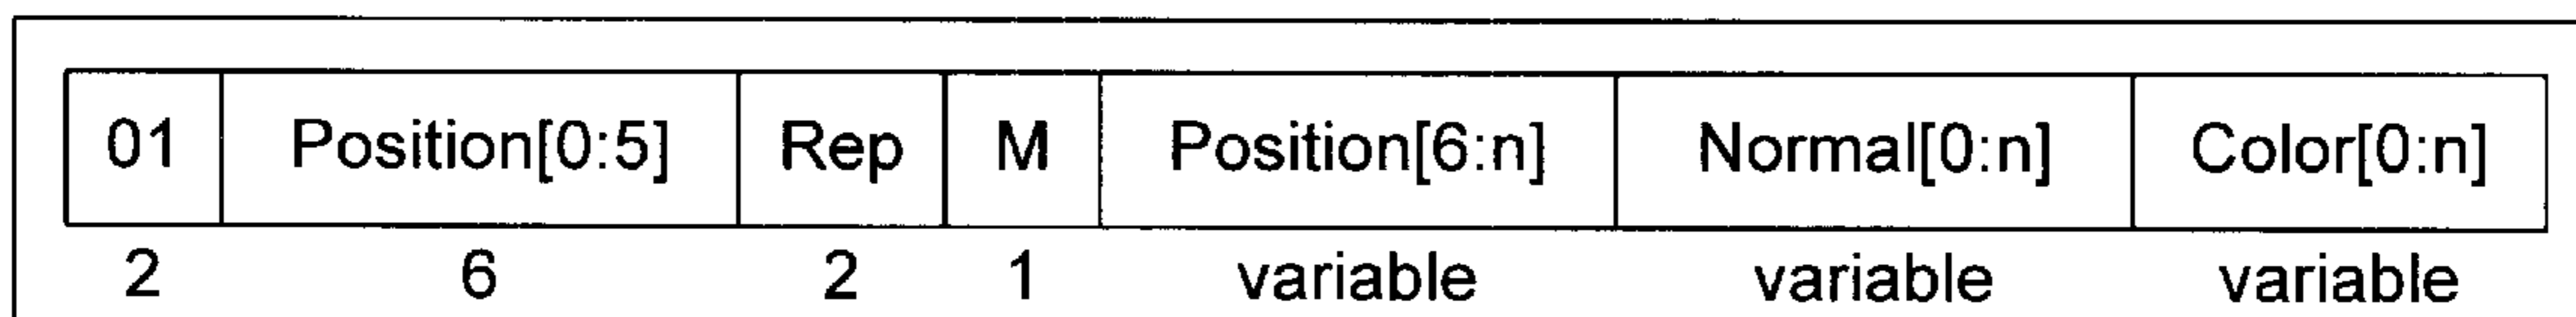 01 Position[0:5] Rep M Position[6:n] Normal[0:n] Color[0:n]
2 6 2 1 variable variable variable